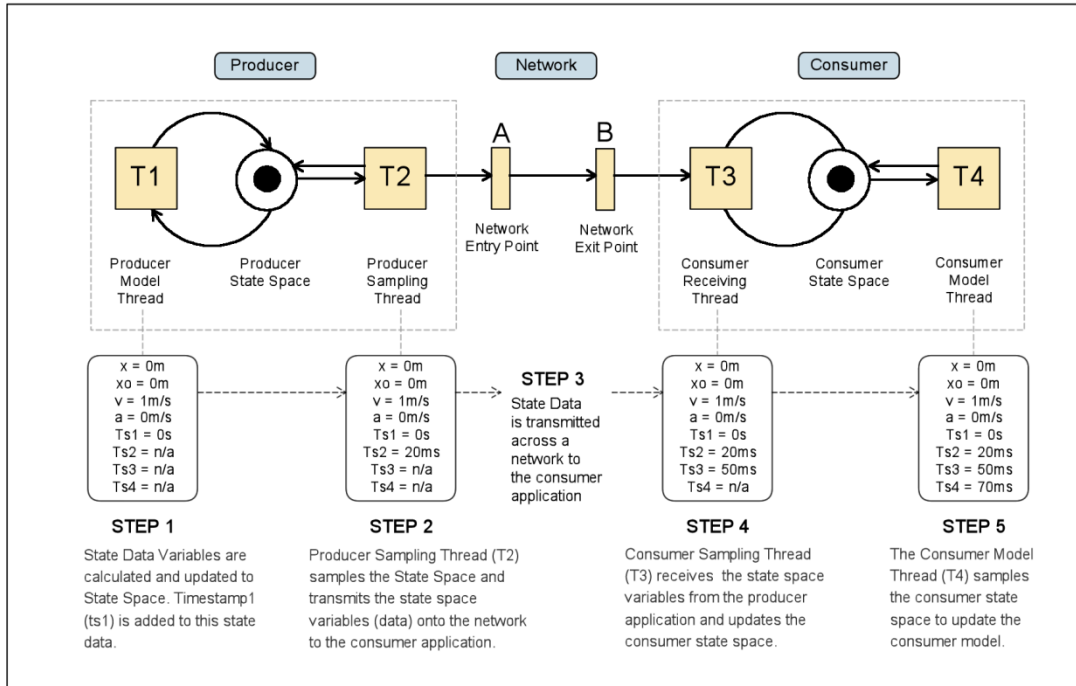 Producer
Network
Consumer
T1
T2
A
B
T3
T4
Producer
Model
Thread
Producer
State Space
Producer
Sampling
Thread
Network
Entry Point
Network
Exit Point
Consumer
Receiving
Thread
Consumer
State Space
Consumer
Model
Thread
x = 0m
xo = 0m
v = 1m/s
a = 0m/s
Ts1 = 0s
Ts2 = n/a
Ts3 = n/a
Ts4 = n/a
x = 0m
xo = 0m
v = 1m/s
a = 0m/s
Ts1 = 0s
Ts2 = 20ms
Ts3 = n/a
Ts4 = n/a
STEP 3
State Data
is transmitted
across a
network to
the consumer
application
x = 0m
xo = 0m
v = 1m/s
a = 0m/s
Ts1 = 0s
Ts2 = 20ms
Ts3 = 50ms
Ts4 = n/a
x = 0m
xo = 0m
v = 1m/s
a = 0m/s
Ts1 = 0s
Ts2 = 20ms
Ts3 = 50ms
Ts4 = 70ms
STEP 1
State Data Variables are
calculated and updated to
State Space. Timestamp1
(ts1) is added to this state
data.
STEP 2
Producer Sampling Thread (T2)
samples the State Space and
transmits the state space
variables (data) onto the network
to the consumer application.
STEP 4
Consumer Sampling Thread
(T3) receives the state space
variables from the producer
application and updates the
consumer state space.
STEP 5
The Consumer Model
Thread (T4) samples
the consumer state
space to update the
consumer model.